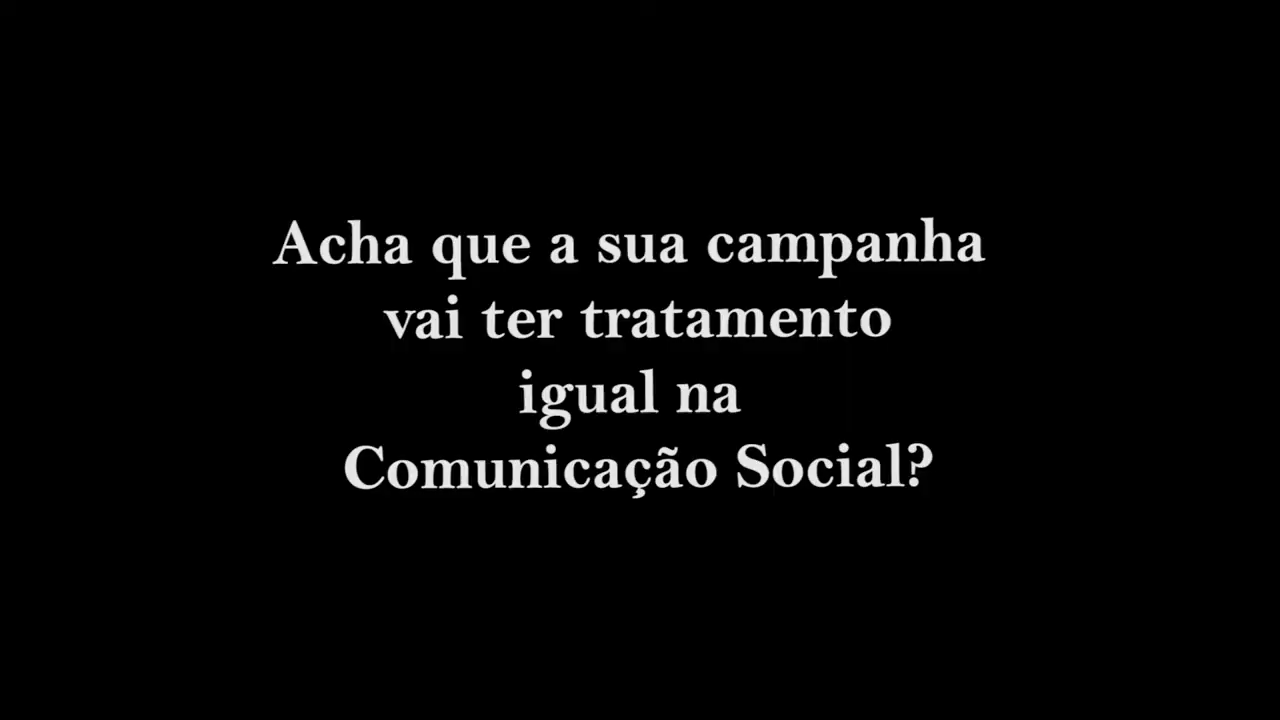 Acha que a sua campanha
vai ter tratamento
igual na
Comunicação Social?